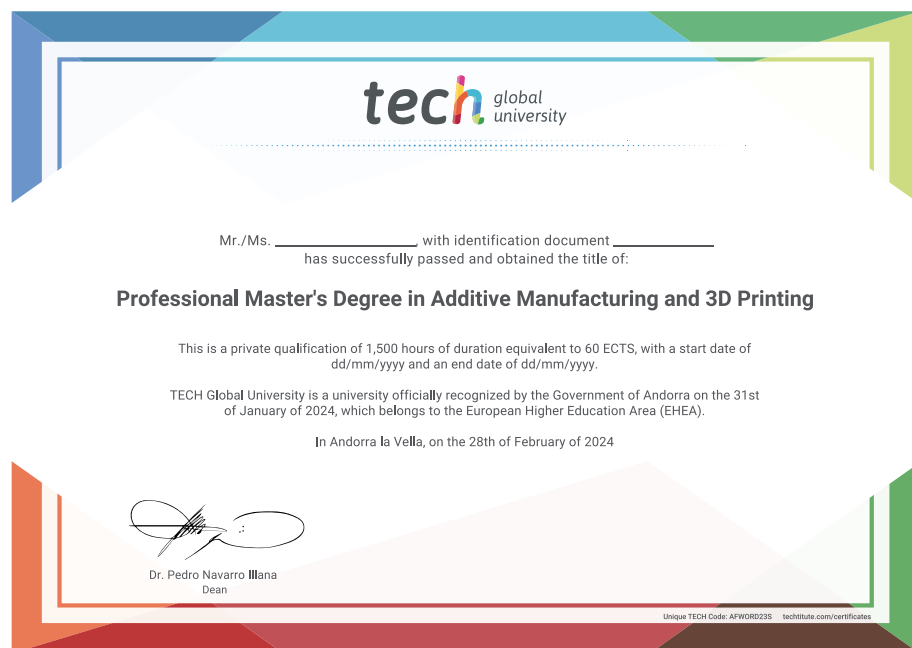 tech global university
Mr./Ms. ____________, with identification document ____________
has successfully passed and obtained the title of:
Professional Master's Degree in Additive Manufacturing and 3D Printing
This is a private qualification of 1,500 hours of duration equivalent to 60 ECTS, with a start date of
dd/mm/yyyy and an end date of dd/mm/yyyy.
TECH Global University is a university officially recognized by the Government of Andorra on the 31st
of January of 2024, which belongs to the European Higher Education Area (EHEA).
In Andorra la Vella, on the 28th of February of 2024
Dr. Pedro Navarro Illana
Dean
Unique TECH Code: AFWORD23S techtitute.com/certificates